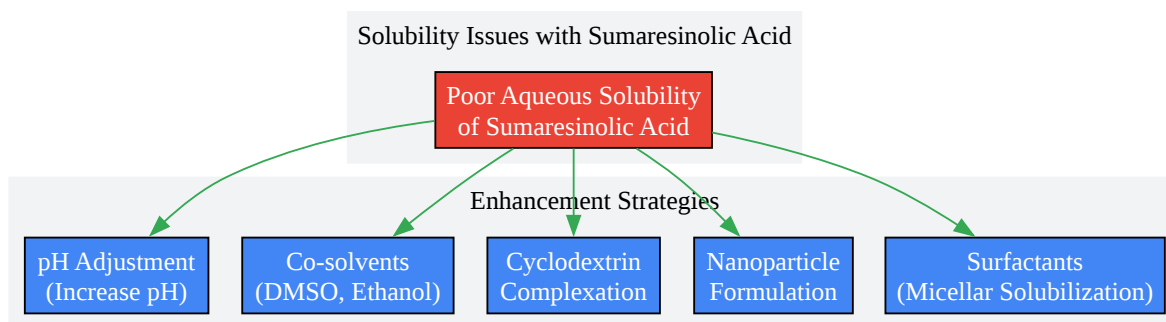 Solubility Issues with Sumaresinolic Acid
Poor Aqueous Solubility
of Sumaresinolic Acid
Enhancement Strategies
pH Adjustment
(Increase pH)
Co-solvents
(DMSO, Ethanol)
Cyclodextrin
Complexation
Nanoparticle
Formulation
Surfactants
(Micellar Solubilization)